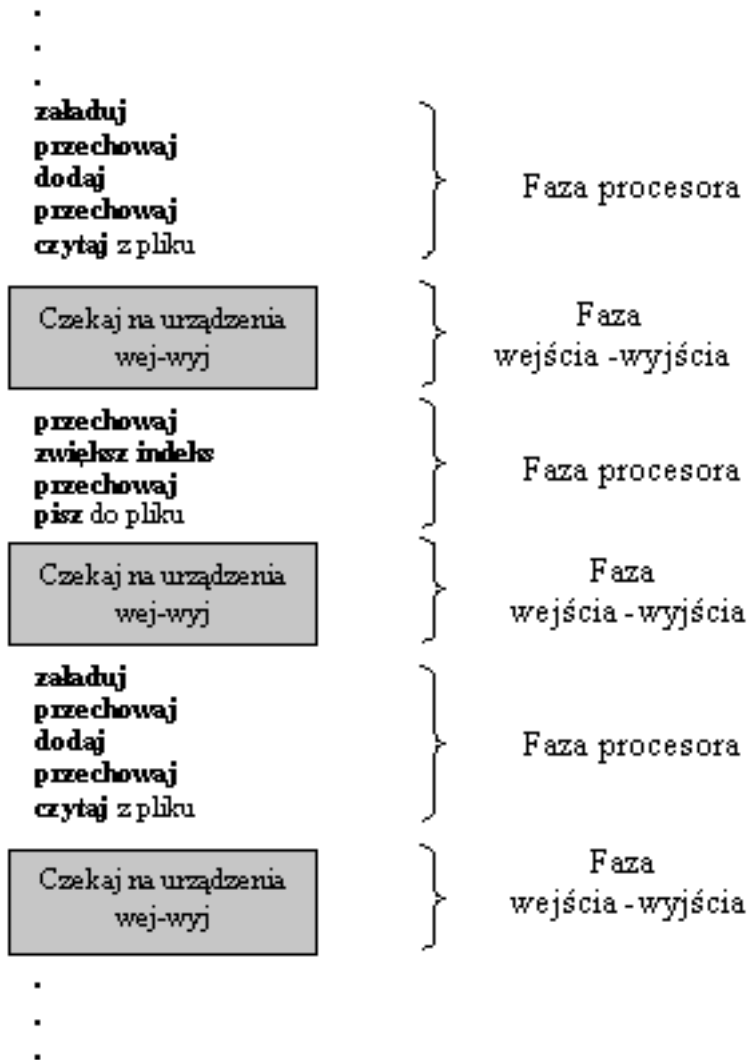 .
.
.
załaduj
przechowaj
dodaj
przechowaj
czytaj z pliku
Faza procesora
Czekaj na urządzenia
wej-wyj
Faza
wejścia -wyjścia
przechowaj
zwiększ indeks
przechowaj
pisz do pliku
Faza procesora
Czekaj na urządzenia
wej-wyj
Faza
wejścia -wyjścia
załaduj
przechowaj
dodaj
przechowaj
czytaj z pliku
Faza procesora
Czekaj na urządzenia
wej-wyj
Faza
wejścia -wyjścia
.
.
.